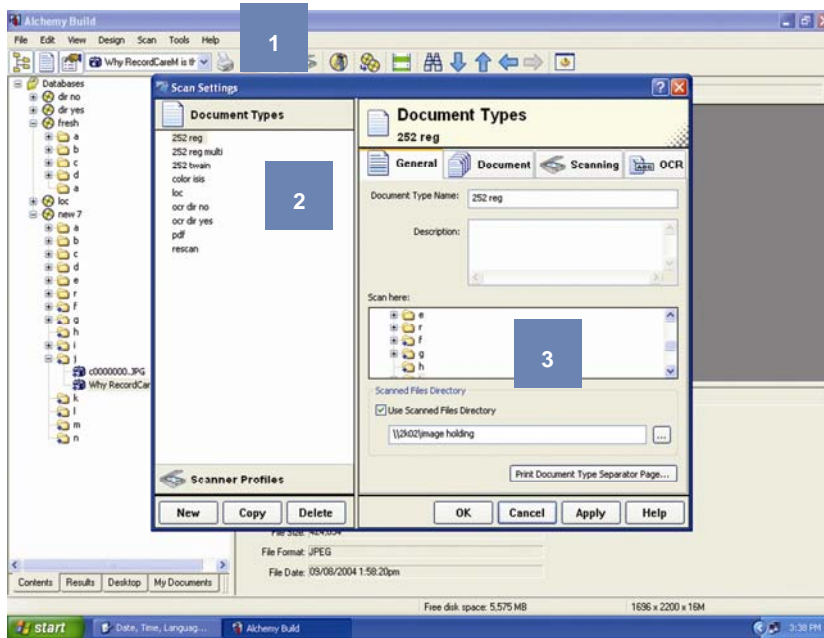 Alchemy Build
File Edit View Design Scan Tools Help
1
Why RecordCareM is th
Databases
dir no
dir yes
fresh
a
b
c
d
a
loc
new 7
a
b
c
d
e
r
f
g
h
i
j
c0000000.JPG
Why RecordCar
k
l
m
n
Scan Settings
Document Types
252 reg
252 reg multi
252 twain
color isis
loc
ocr dir no
ocr dir yes
pdf
rescan
2
Scanner Profiles
New Copy Delete
Document Types
252 reg
General Document Scanning OCR
Document Type Name: 252 reg
Description:
Scan here:
e
r
f
g
h
3
Scanned Files Directory
Use Scanned Files Directory
\\2k02\image holding
...
Print Document Type Separator Page...
OK Cancel Apply Help
File Size: 424,034
File Format: JPEG
File Date: 09/08/2004 1:58:20pm
Contents Results Desktop My Documents
Free disk space: 5,575 MB 1696 x 2200 x 16M
start Date, Time, Languag... Alchemy Build 3:38 PM